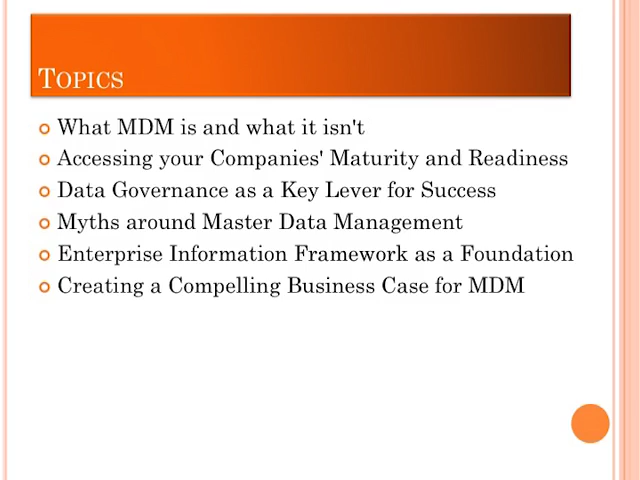 TOPICS
What MDM is and what it isn't
Accessing your Companies' Maturity and Readiness
Data Governance as a Key Lever for Success
Myths around Master Data Management
Enterprise Information Framework as a Foundation
Creating a Compelling Business Case for MDM